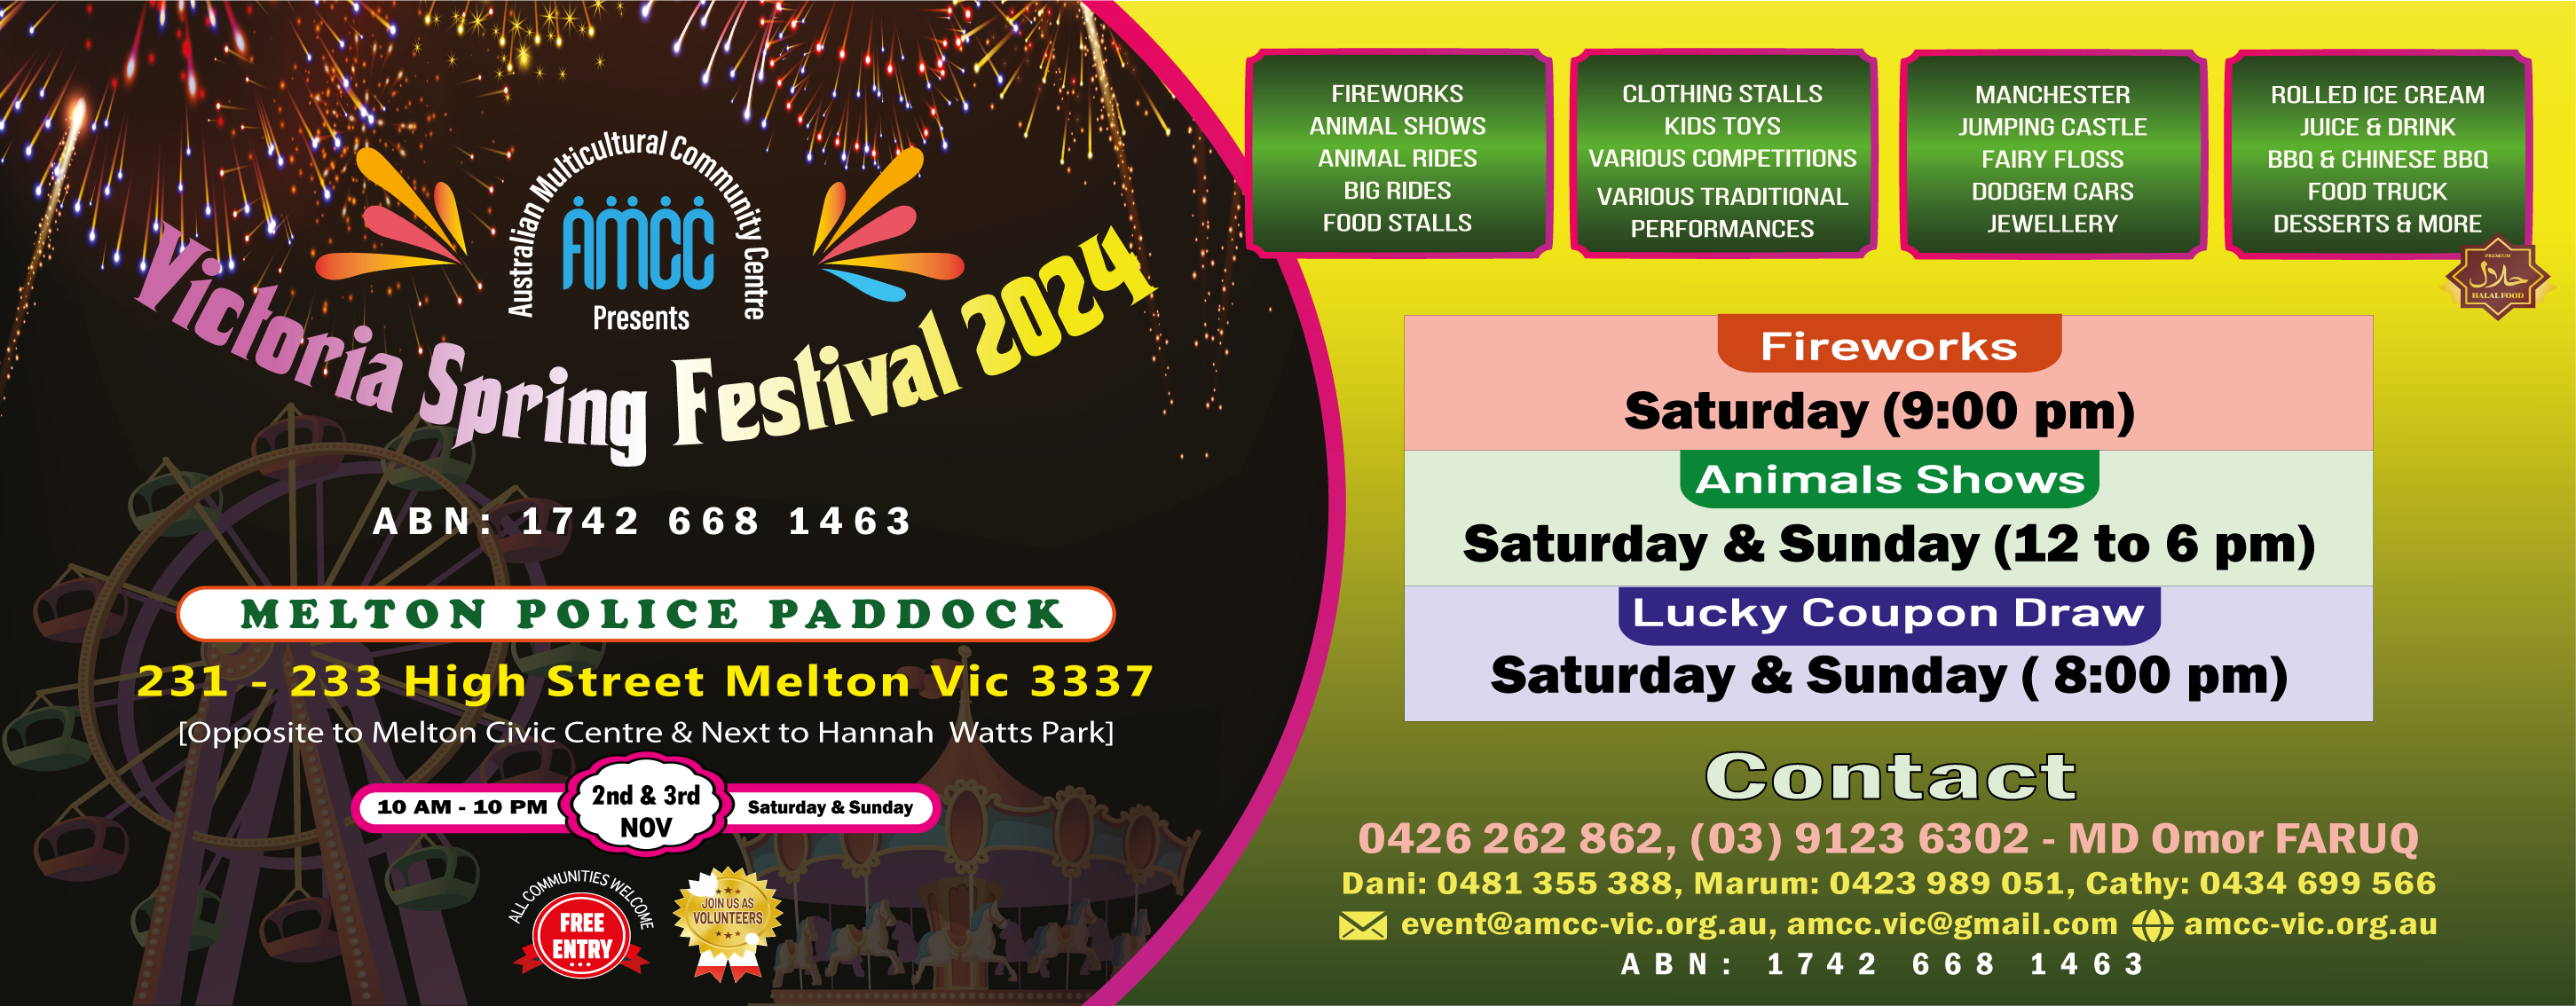 Australian Multicultural Community Centre
AMCC
Presents
Victoria Spring Festival 2024
ABN: 1742 668 1463
MELTON POLICE PADDOCK
231 - 233 High Street Melton Vic 3337
[Opposite to Melton Civic Centre & Next to Hannah Watts Park]
10 AM - 10 PM
2nd & 3rd
NOV
Saturday & Sunday
ALL COMMUNITIES WELCOME
FREE
ENTRY
JOIN US AS
VOLUNTEERS
FIREWORKS
ANIMAL SHOWS
ANIMAL RIDES
BIG RIDES
FOOD STALLS
CLOTHING STALLS
KIDS TOYS
VARIOUS COMPETITIONS
VARIOUS TRADITIONAL
PERFORMANCES
MANCHESTER
JUMPING CASTLE
FAIRY FLOSS
DODGEM CARS
JEWELLERY
ROLLED ICE CREAM
JUICE & DRINK
BBQ & CHINESE BBQ
FOOD TRUCK
DESSERTS & MORE
PREMIUM
حلال
HALAL FOOD
Fireworks
Saturday (9:00 pm)
Animals Shows
Saturday & Sunday (12 to 6 pm)
Lucky Coupon Draw
Saturday & Sunday ( 8:00 pm)
Contact
0426 262 862, (03) 9123 6302 - MD Omor FARUQ
Dani: 0481 355 388, Marum: 0423 989 051, Cathy: 0434 699 566
event@amcc-vic.org.au, amcc.vic@gmail.com amcc-vic.org.au
ABN: 1742 668 1463